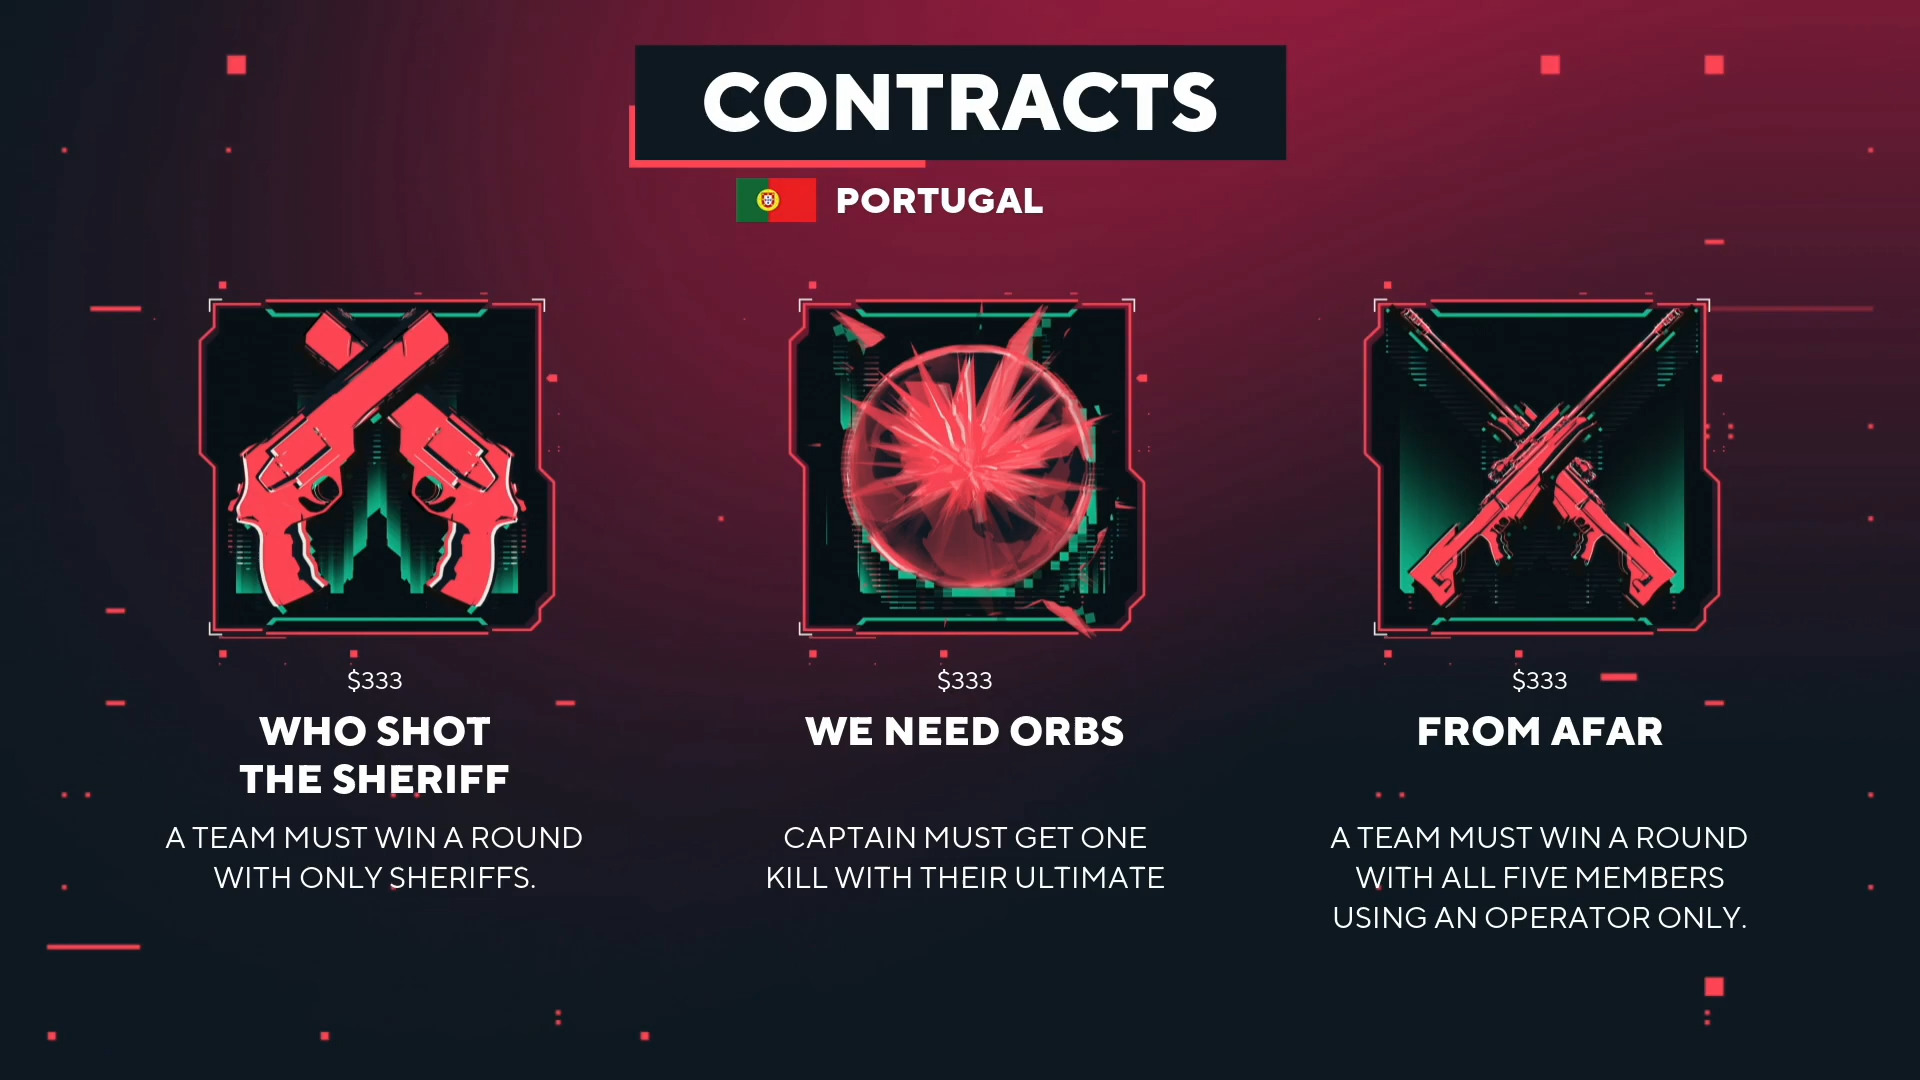 CONTRACTS
PORTUGAL
$333
WHO SHOT
THE SHERIFF
A TEAM MUST WIN A ROUND
WITH ONLY SHERIFFS.
$333
WE NEED ORBS
CAPTAIN MUST GET ONE
KILL WITH THEIR ULTIMATE
$333
FROM AFAR
A TEAM MUST WIN A ROUND
WITH ALL FIVE MEMBERS
USING AN OPERATOR ONLY.